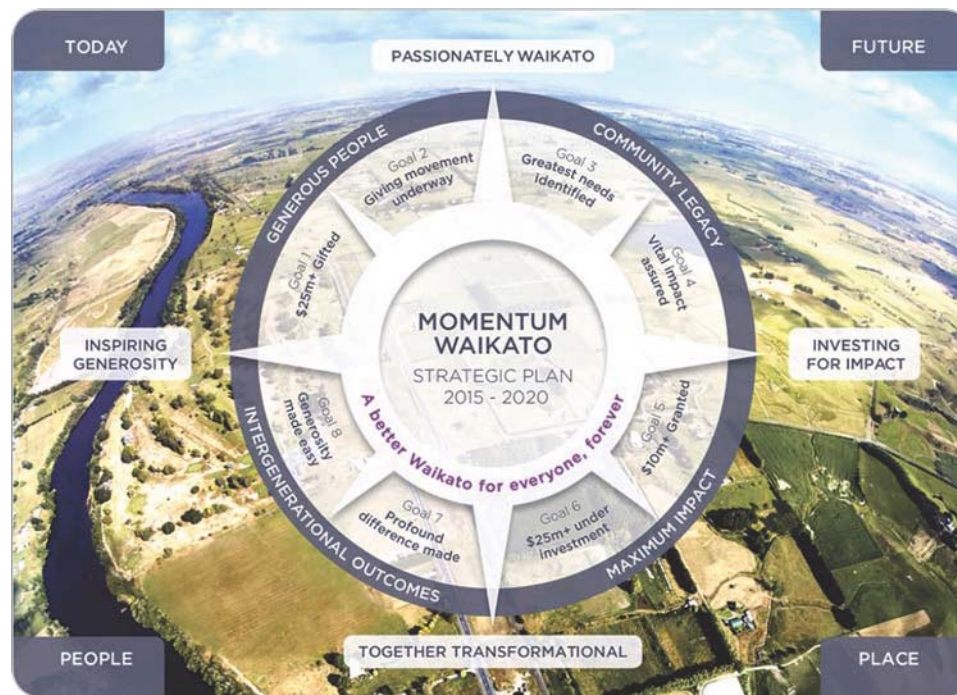 TODAY
FUTURE
PASSIONATELY WAIKATO
GENEROUS PEOPLE
COMMUNITY LEGACY
Goal 2
Giving movement
underway
Goal 3
Greatest needs
identified
Goal 1
$25m+ Gifted
Goal 4
Vital impact
assured
INSPIRING
GENEROSITY
MOMENTUM
WAIKATO
STRATEGIC PLAN
2015 - 2020
A better Waikato for everyone, forever
INVESTING
FOR IMPACT
Goal 8
Generosity
made easy
Goal 5
$10m+ Granted
Goal 7
Profound
difference made
Goal 6
$25m+ under
investment
INTERGENERATIONAL OUTCOMES
MAXIMUM IMPACT
TOGETHER TRANSFORMATIONAL
PEOPLE
PLACE